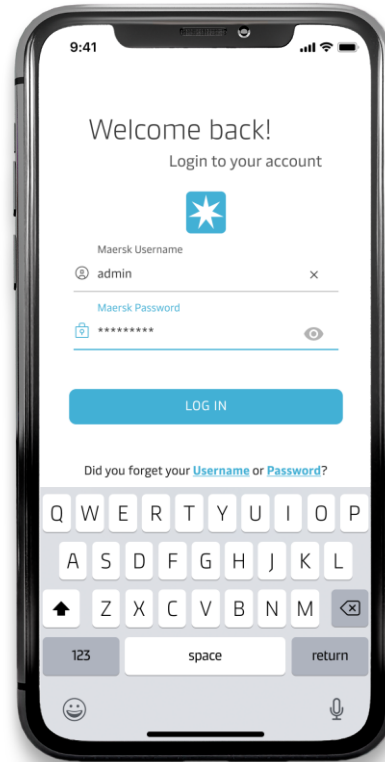 9:41
Welcome back!
Login to your account
Maersk Username
admin
Maersk Password
*********
LOG IN
Did you forget your Username or Password?
Q W E R T Y U I O P
A S D F G H J K L
Z X C V B N M
123 space return